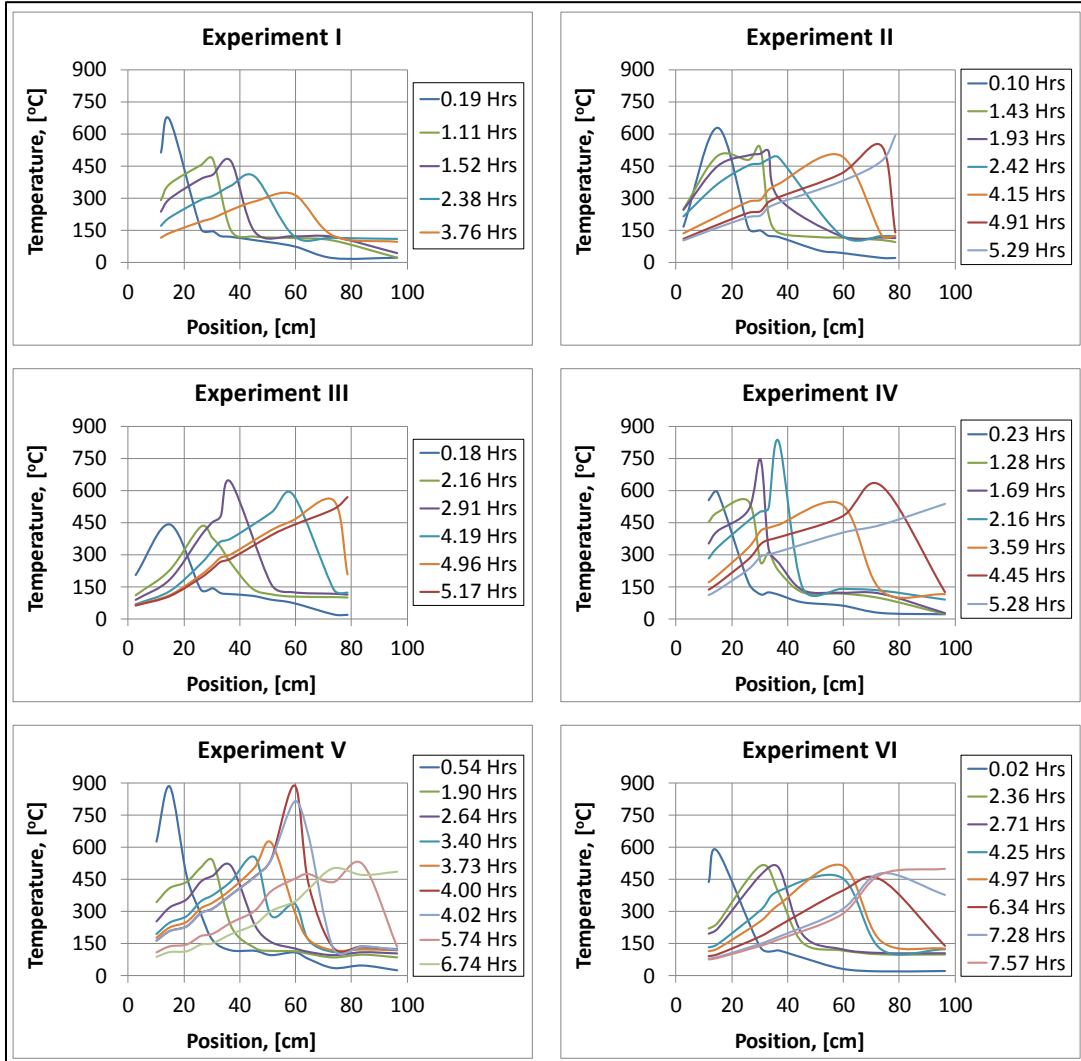 Experiment I
Temperature, [°C]
900
750
600
450
300
150
0
0 20 40 60 80 100
Position, [cm]
0.19 Hrs
1.11 Hrs
1.52 Hrs
2.38 Hrs
3.76 Hrs
Experiment II
Temperature, [°C]
900
750
600
450
300
150
0
0 20 40 60 80 100
Position, [cm]
0.10 Hrs
1.43 Hrs
1.93 Hrs
2.42 Hrs
4.15 Hrs
4.91 Hrs
5.29 Hrs
Experiment III
Temperature, [°C]
900
750
600
450
300
150
0
0 20 40 60 80 100
Position, [cm]
0.18 Hrs
2.16 Hrs
2.91 Hrs
4.19 Hrs
4.96 Hrs
5.17 Hrs
Experiment IV
Temperature, [°C]
900
750
600
450
300
150
0
0 20 40 60 80 100
Position, [cm]
0.23 Hrs
1.28 Hrs
1.69 Hrs
2.16 Hrs
3.59 Hrs
4.45 Hrs
5.28 Hrs
Experiment V
Temperature, [°C]
900
750
600
450
300
150
0
0 20 40 60 80 100
Position, [cm]
0.54 Hrs
1.90 Hrs
2.64 Hrs
3.40 Hrs
3.73 Hrs
4.00 Hrs
4.02 Hrs
5.74 Hrs
6.74 Hrs
Experiment VI
Temperature, [°C]
900
750
600
450
300
150
0
0 20 40 60 80 100
Position, [cm]
0.02 Hrs
2.36 Hrs
2.71 Hrs
4.25 Hrs
4.97 Hrs
6.34 Hrs
7.28 Hrs
7.57 Hrs